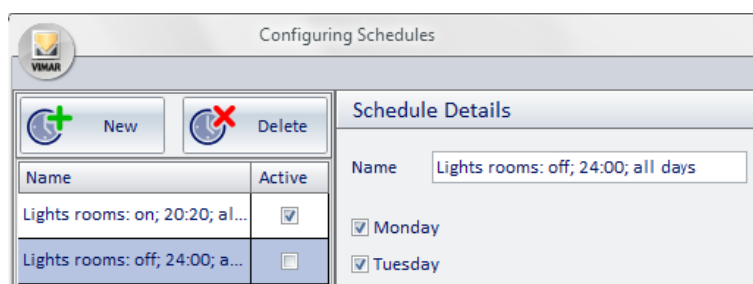 Configuring Schedules
VIMAR
New
Delete
Name
Active
Lights rooms: on; 20:20; al...
Lights rooms: off; 24:00; a...
Schedule Details
Name
Lights rooms: off; 24:00; all days
Monday
Tuesday